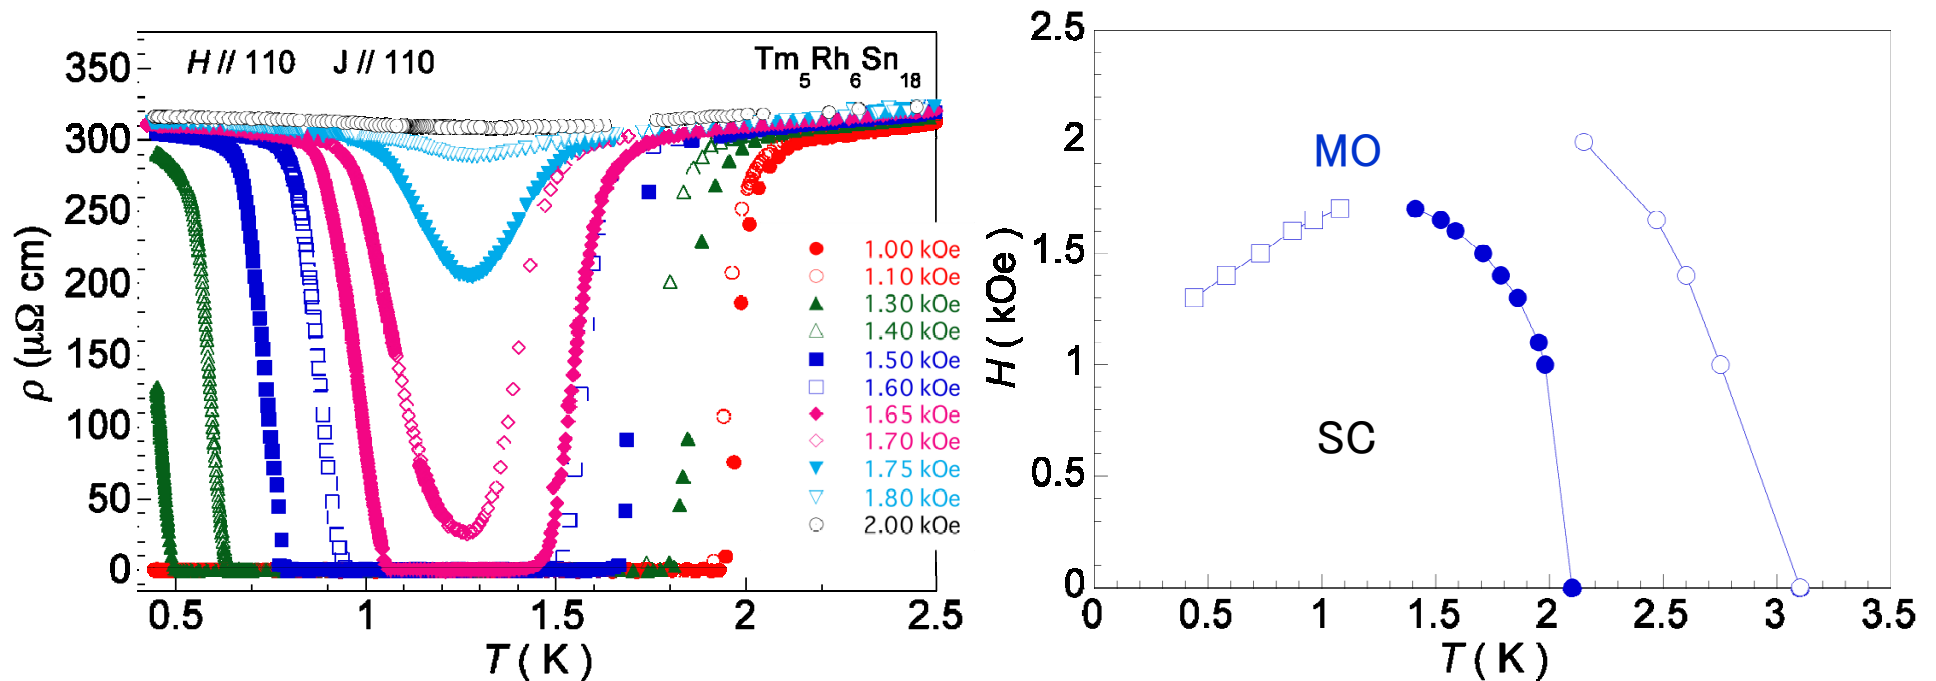 H // 110 J // 110 Tm5Rh6Sn18
350
300
250
200
150
100
50
0
ρ (μΩ cm)
0.5 1 1.5 2 2.5
T ( K )
1.00 kOe
1.10 kOe
1.30 kOe
1.40 kOe
1.50 kOe
1.60 kOe
1.65 kOe
1.70 kOe
1.75 kOe
1.80 kOe
2.00 kOe
2.5
2
1.5
1
0.5
0
H ( kOe )
MO
SC
0 0.5 1 1.5 2 2.5 3 3.5
T ( K )